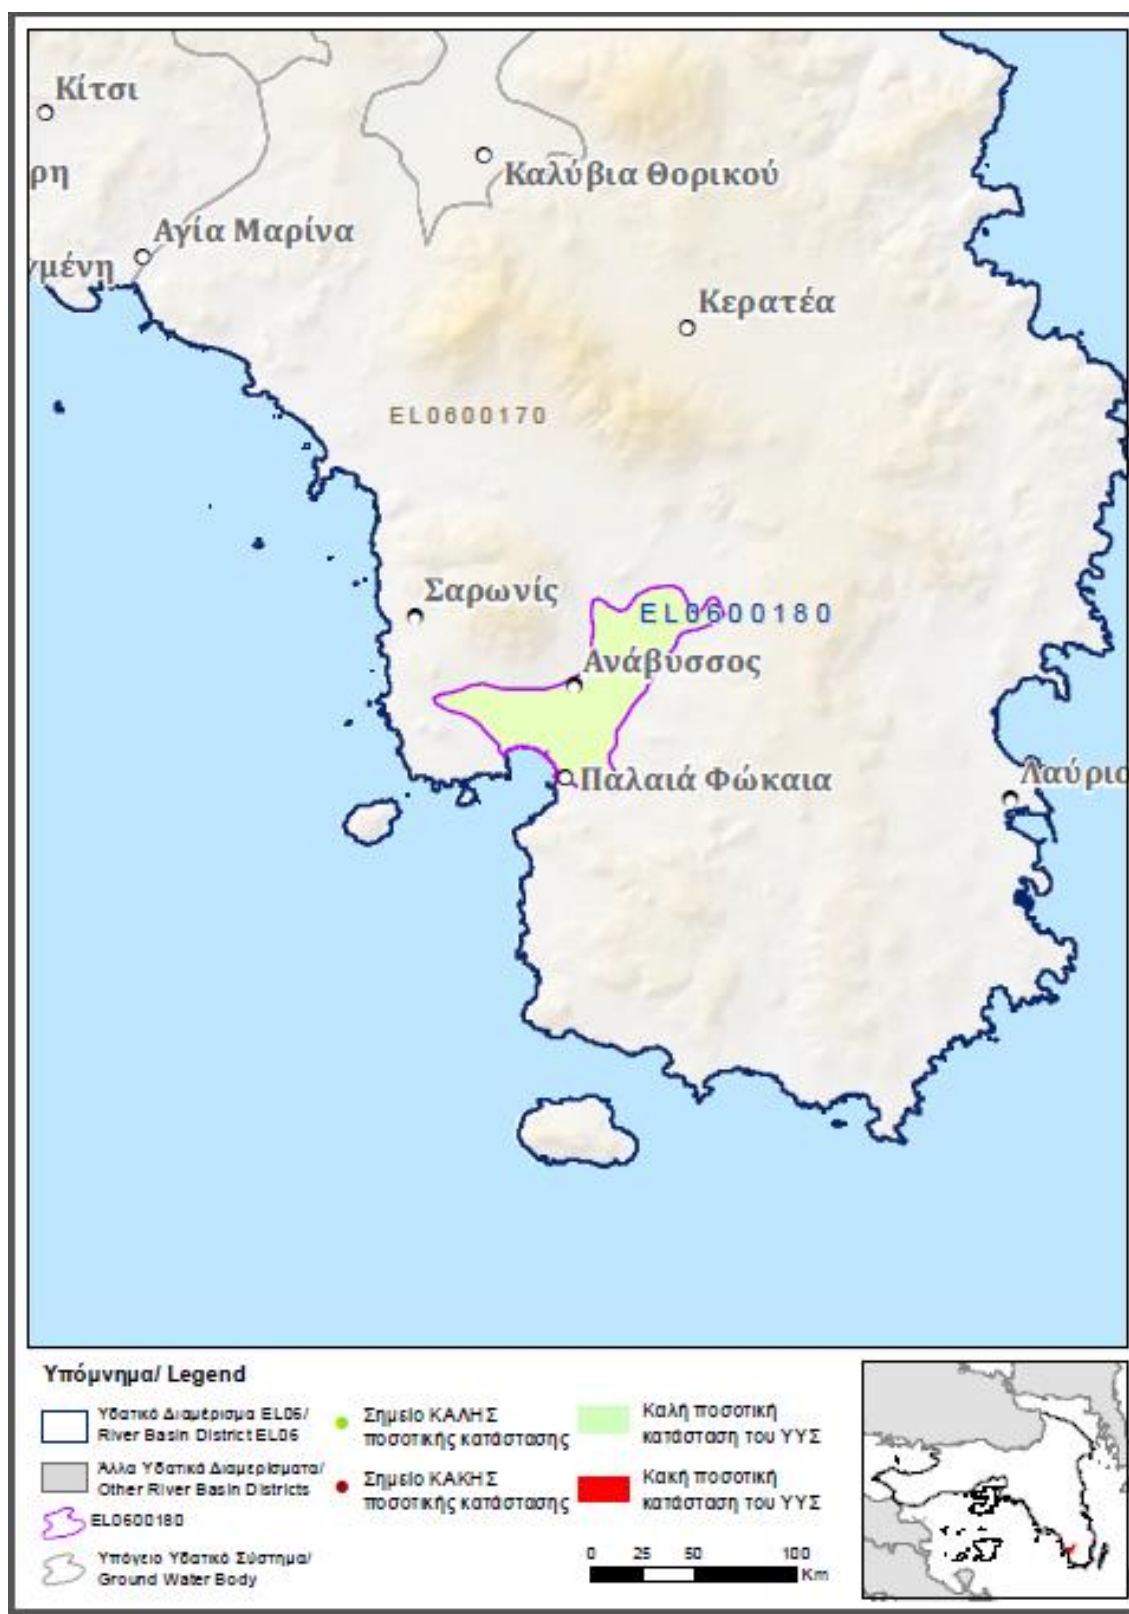 Κίτσι
ρη
Καλύβια Θορικού
Αγία Μαρίνα
γμένη
Κερατέα
EL0600170
Σαρωνίς
EL0600180
Ανάβυσσος
Παλαιά Φώκαια
Λαύριο
Υπόμνημα/ Legend
Υδατικό Διαμέρισμα EL06/
River Basin District EL06
Άλλα Υδατικά Διαμερίσματα/
Other River Basin Districts
EL0600180
Υπόγειο Υδατικό Σύστημα/
Ground Water Body
Σημείο ΚΑΛΗΣ
ποσοτικής κατάστασης
Σημείο ΚΑΚΗΣ
ποσοτικής κατάστασης
Καλή ποσοτική
κατάσταση του ΥΥΣ
Κακή ποσοτική
κατάσταση του ΥΥΣ
0 25 50 100
Km